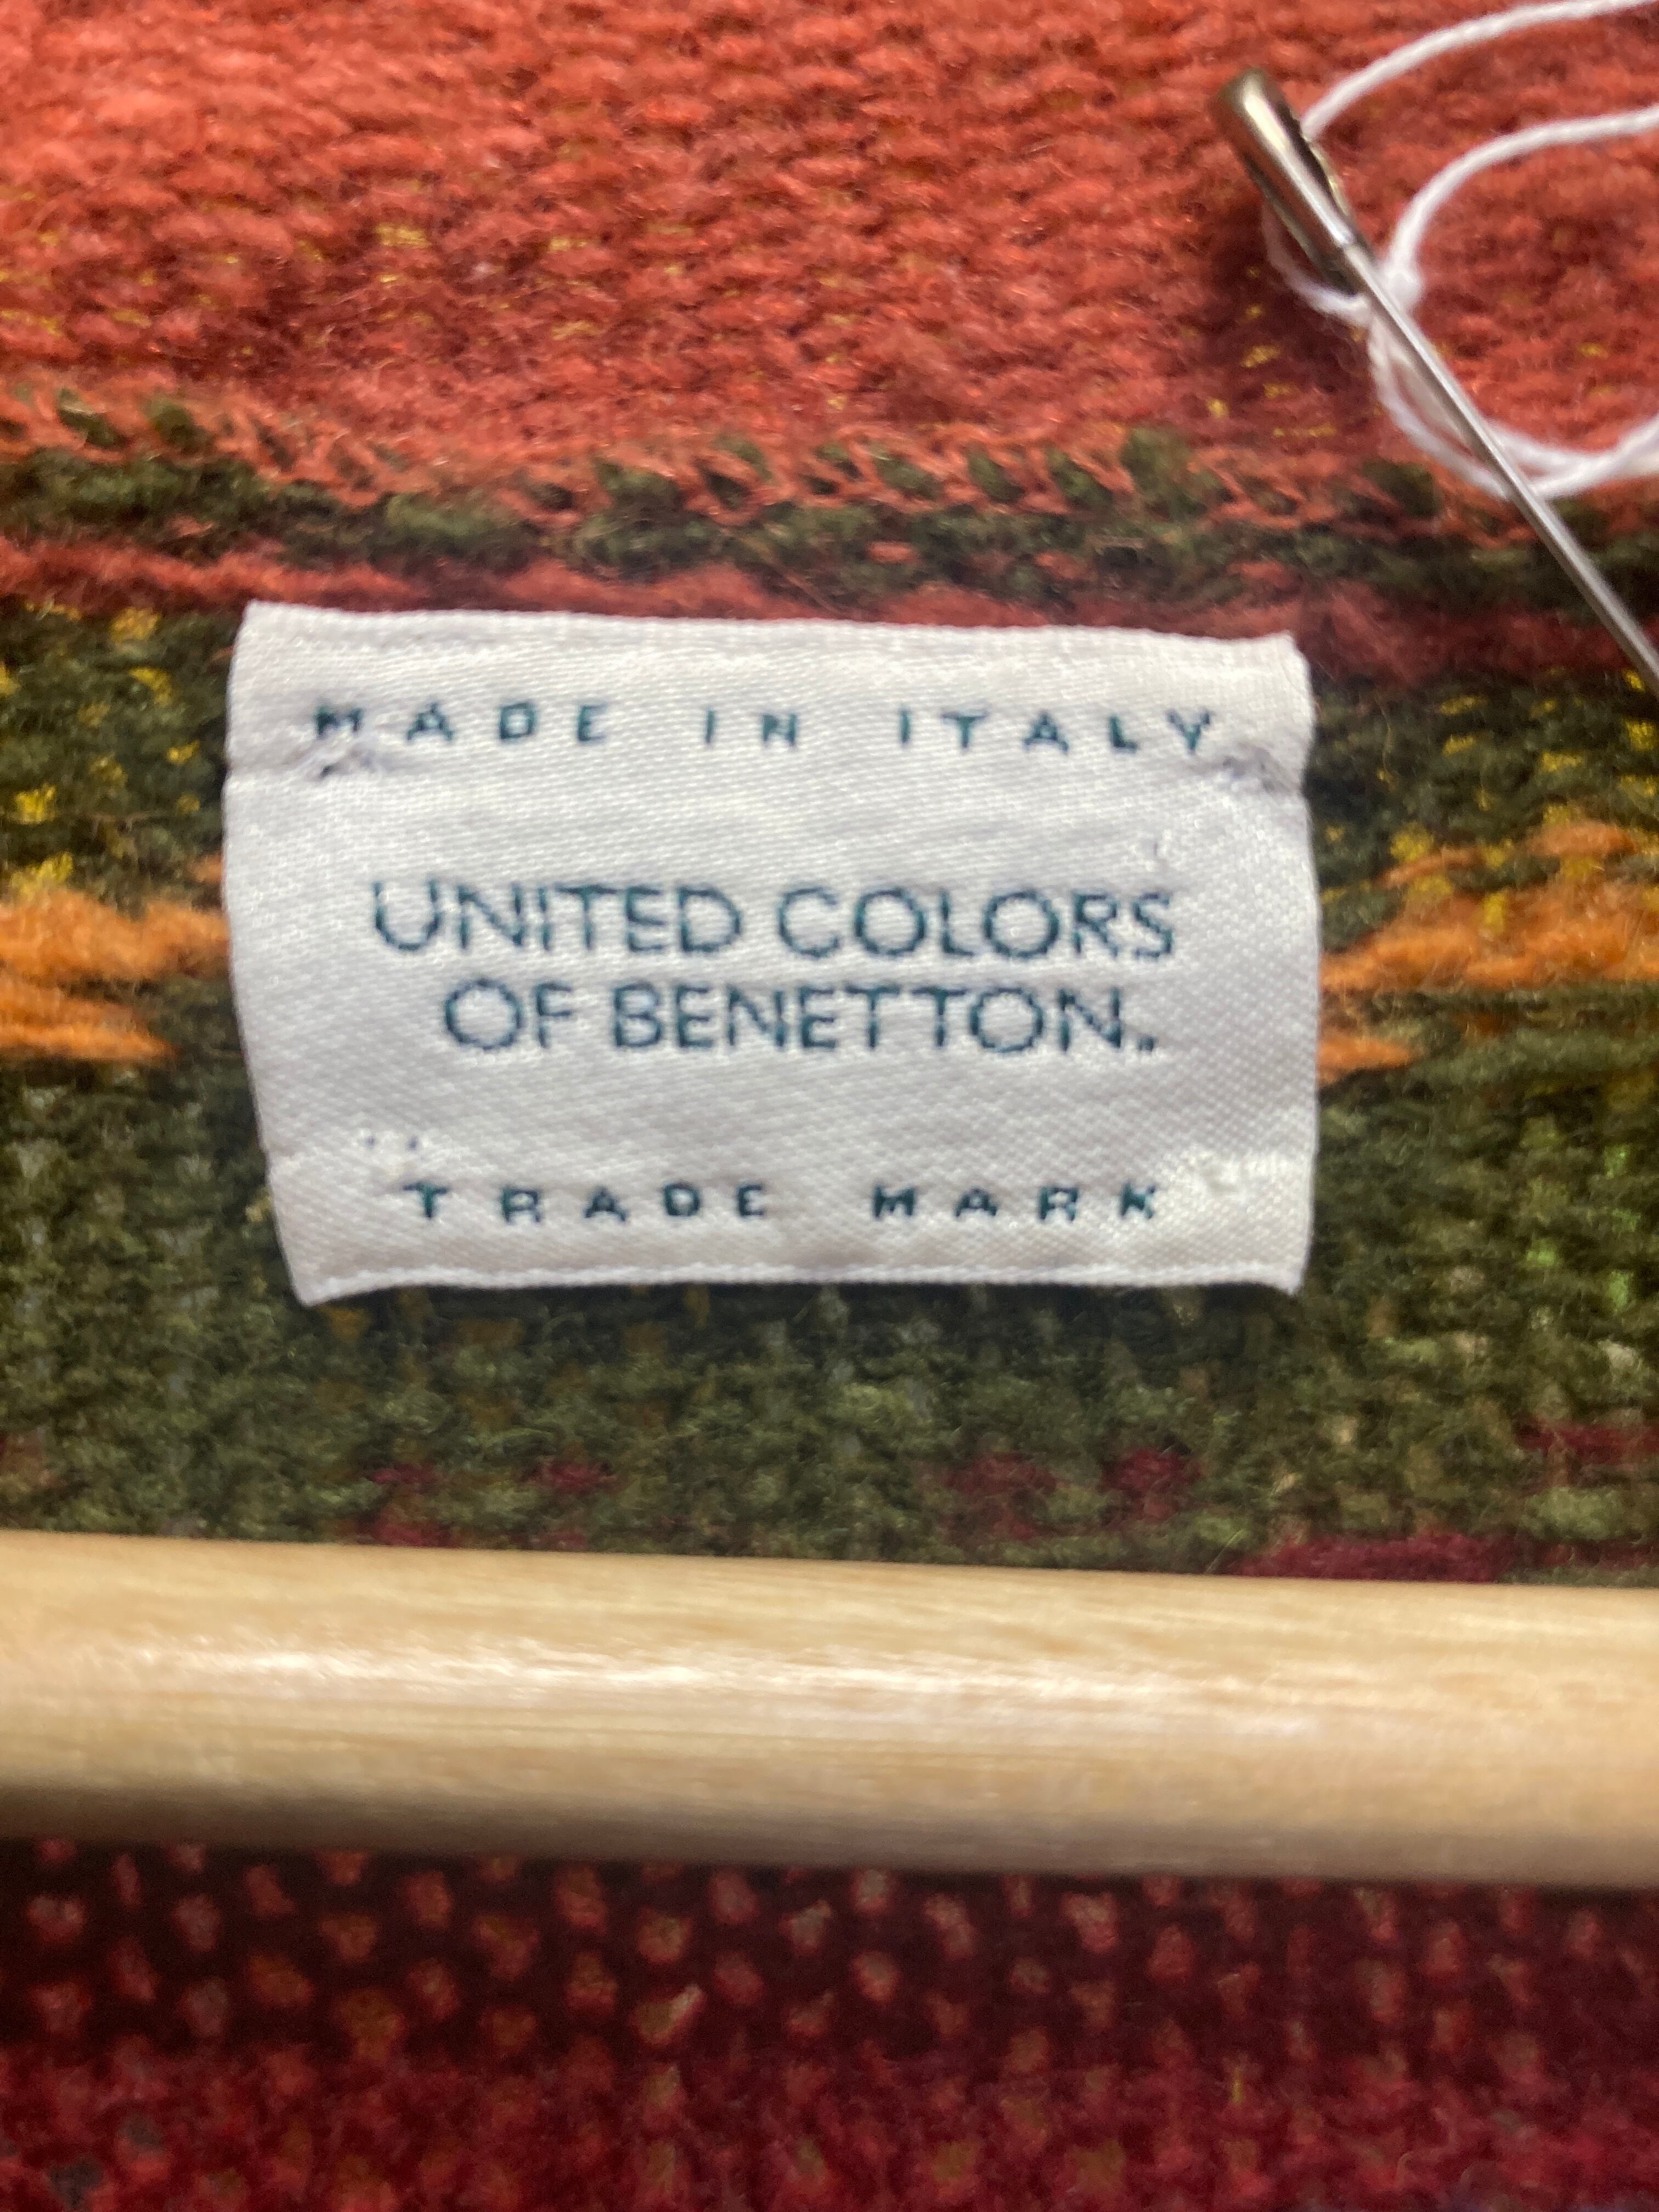 MADE IN ITALY
UNITED COLORS
OF BENETTON.
TRADE MARK